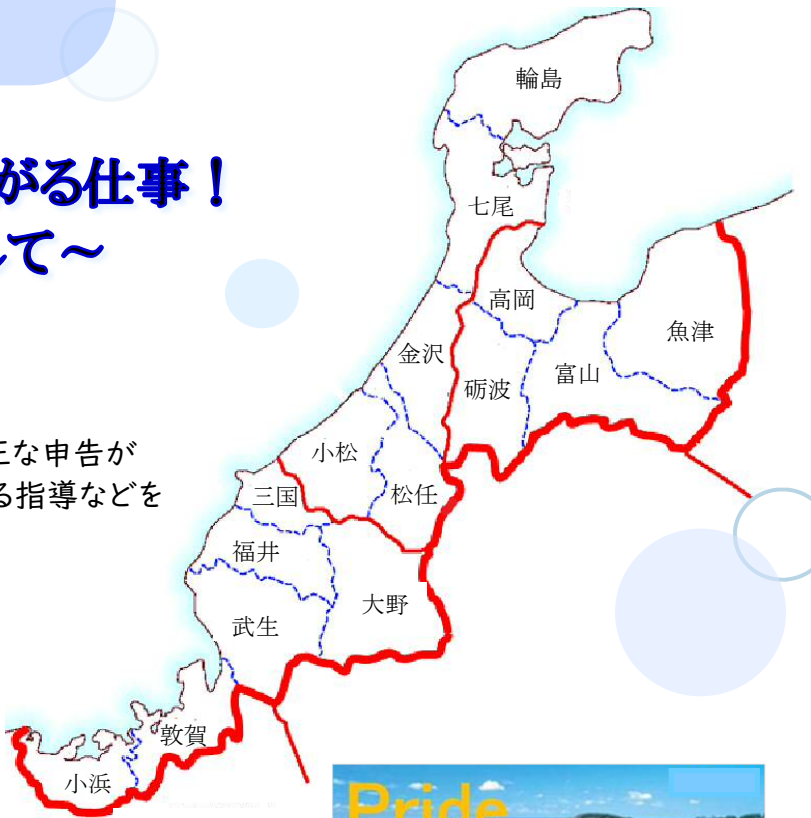 がる仕事！
して～
正な申告が
る指導などを
輪島
七尾
高岡
魚津
金沢
富山
砺波
小松
松任
三国
福井
大野
武生
敦賀
小浜
Pride